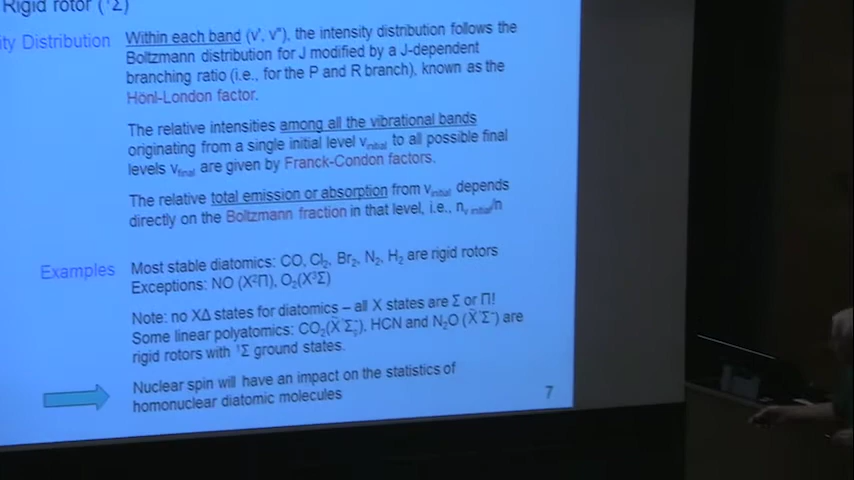 Rigid rotor (¹Σ)
ity Distribution Within each band (v', v"), the intensity distribution follows the
Boltzmann distribution for J modified by a J-dependent
branching ratio (i.e., for the P and R branch), known as the
Hönl-London factor.
The relative intensities among all the vibrational bands
originating from a single initial level v_initial to all possible final
levels v_final are given by Franck-Condon factors.
The relative total emission or absorption from v_initial depends
directly on the Boltzmann fraction in that level, i.e., n_v initial/n
Examples Most stable diatomics: CO, Cl₂, Br₂, N₂, H₂ are rigid rotors
Exceptions: NO (X²Π), O₂(X³Σ)
Note: no XΔ states for diatomics – all X states are Σ or Π!
Some linear polyatomics: CO₂ HCN and N₂O are
rigid rotors with ¹Σ ground states.
Nuclear spin will have an impact on the statistics of
homonuclear diatomic molecules
7